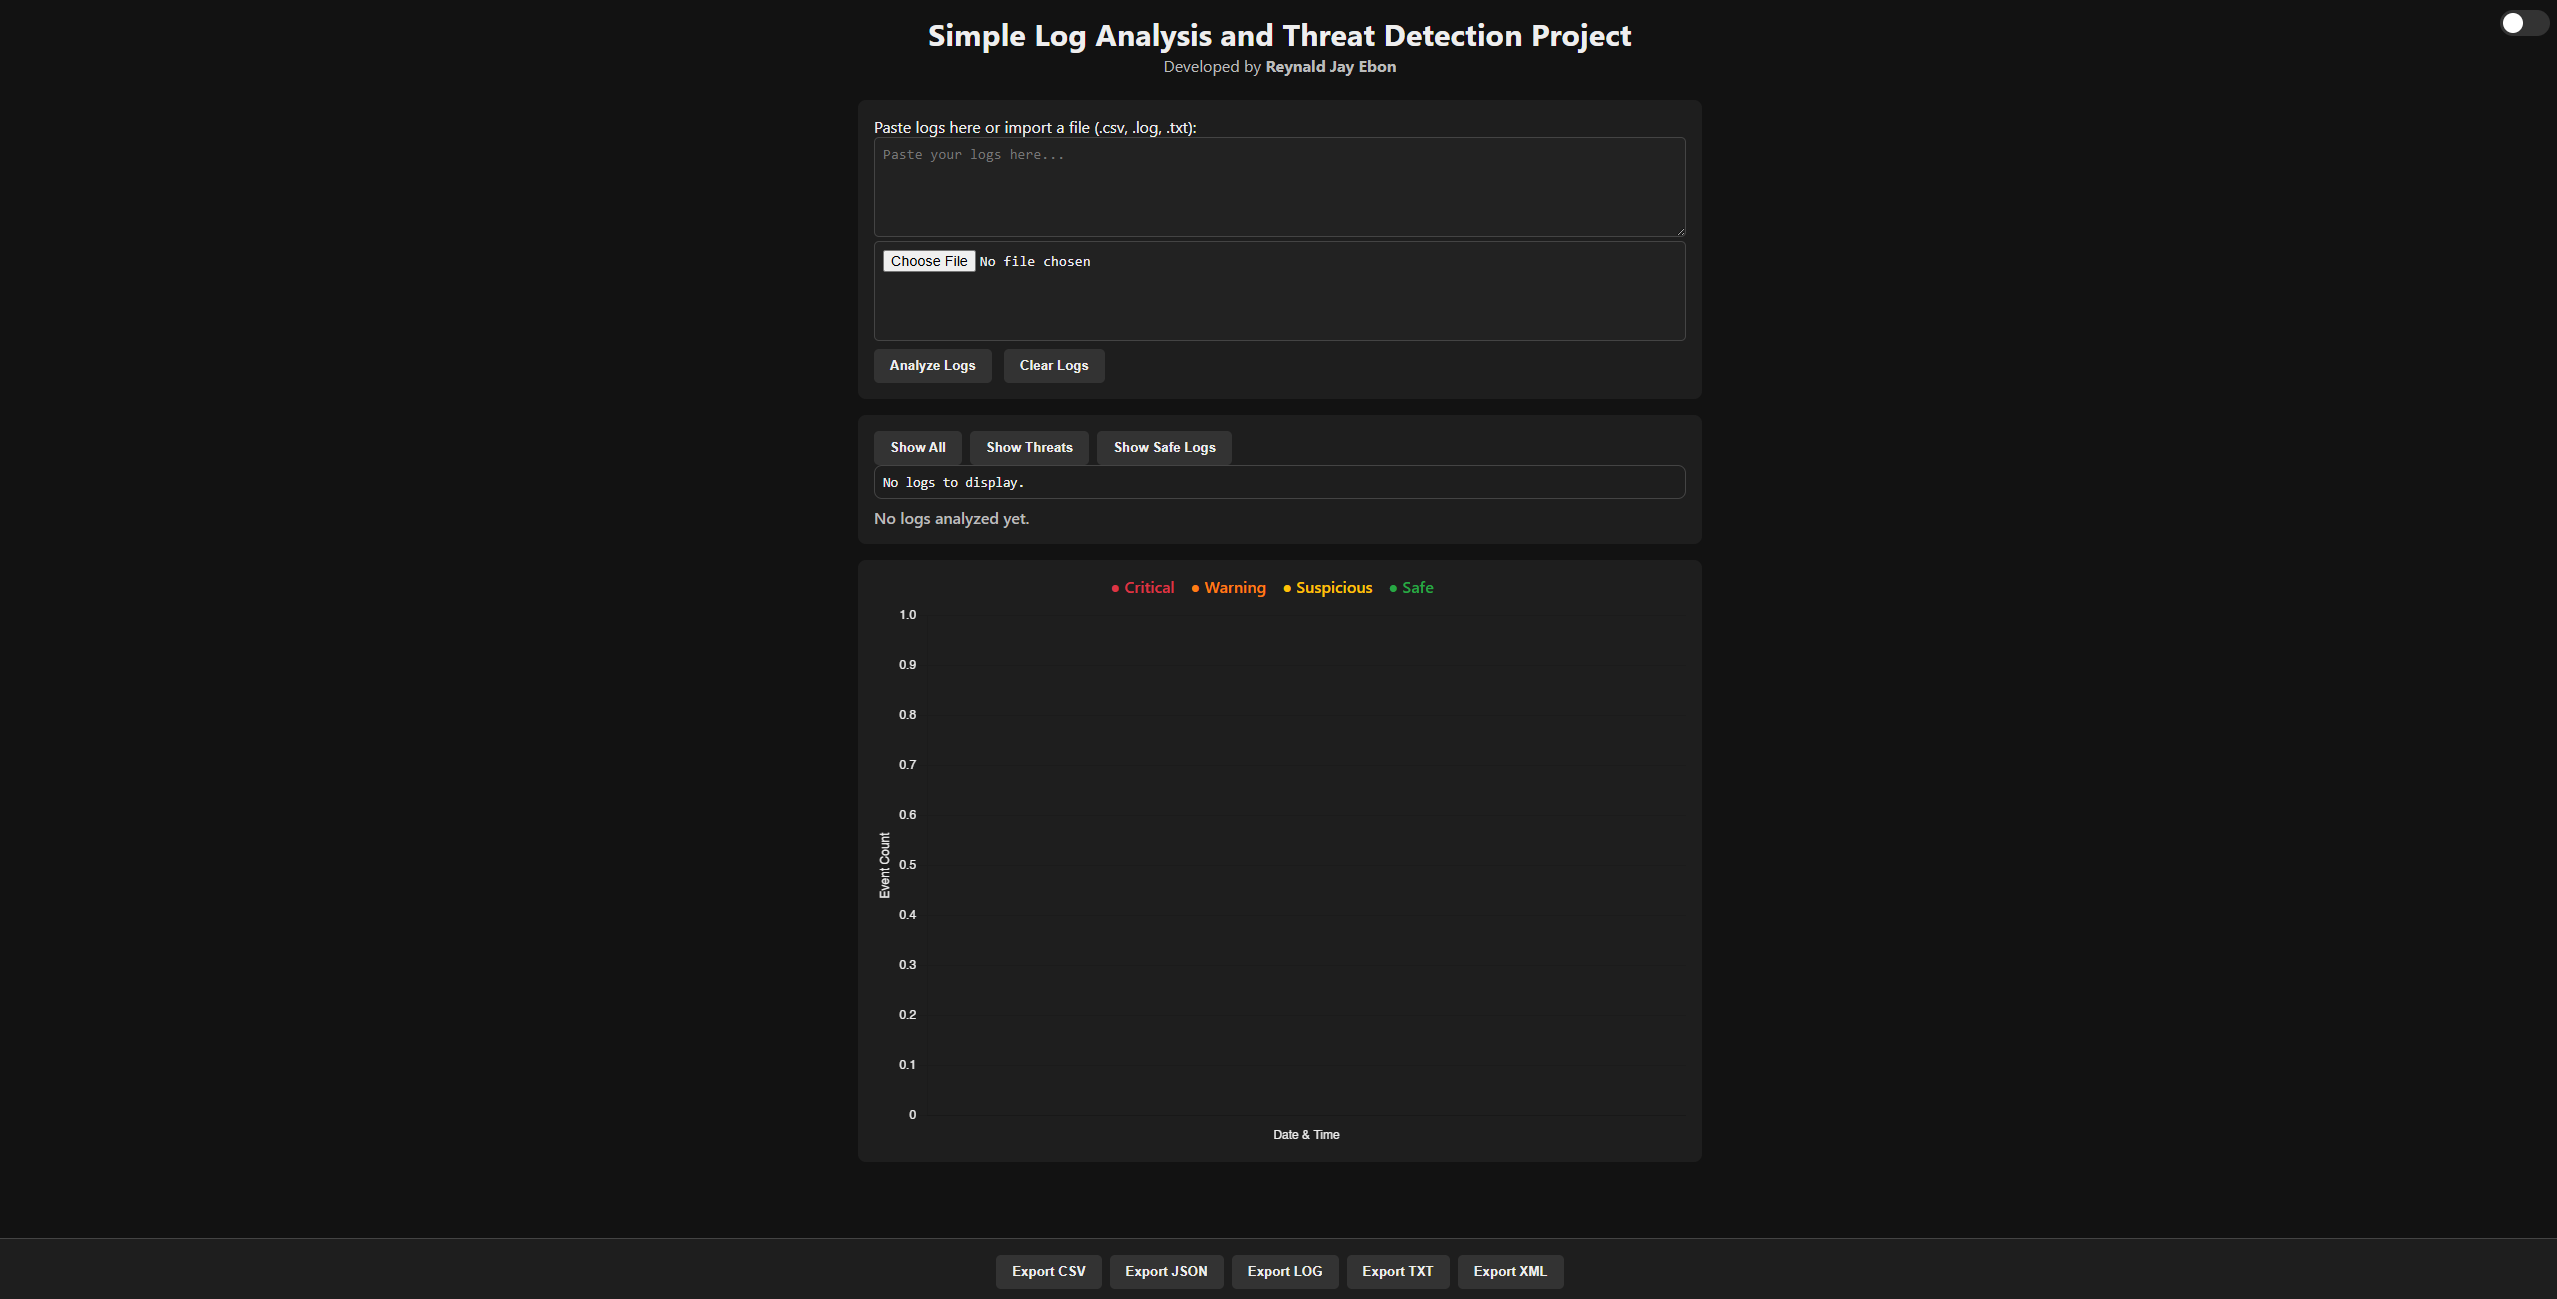 Simple Log Analysis and Threat Detection Project
Developed by Reynald Jay Ebon
Paste logs here or import a file (.csv, .log, .txt):
Paste your logs here...
Choose File No file chosen
Analyze Logs Clear Logs
Show All Show Threats Show Safe Logs
No logs to display.
No logs analyzed yet.
● Critical ● Warning ● Suspicious ● Safe
1.0
0.9
0.8
0.7
0.6
0.5
0.4
0.3
0.2
0.1
0
Event Count
Date & Time
Export CSV Export JSON Export LOG Export TXT Export XML